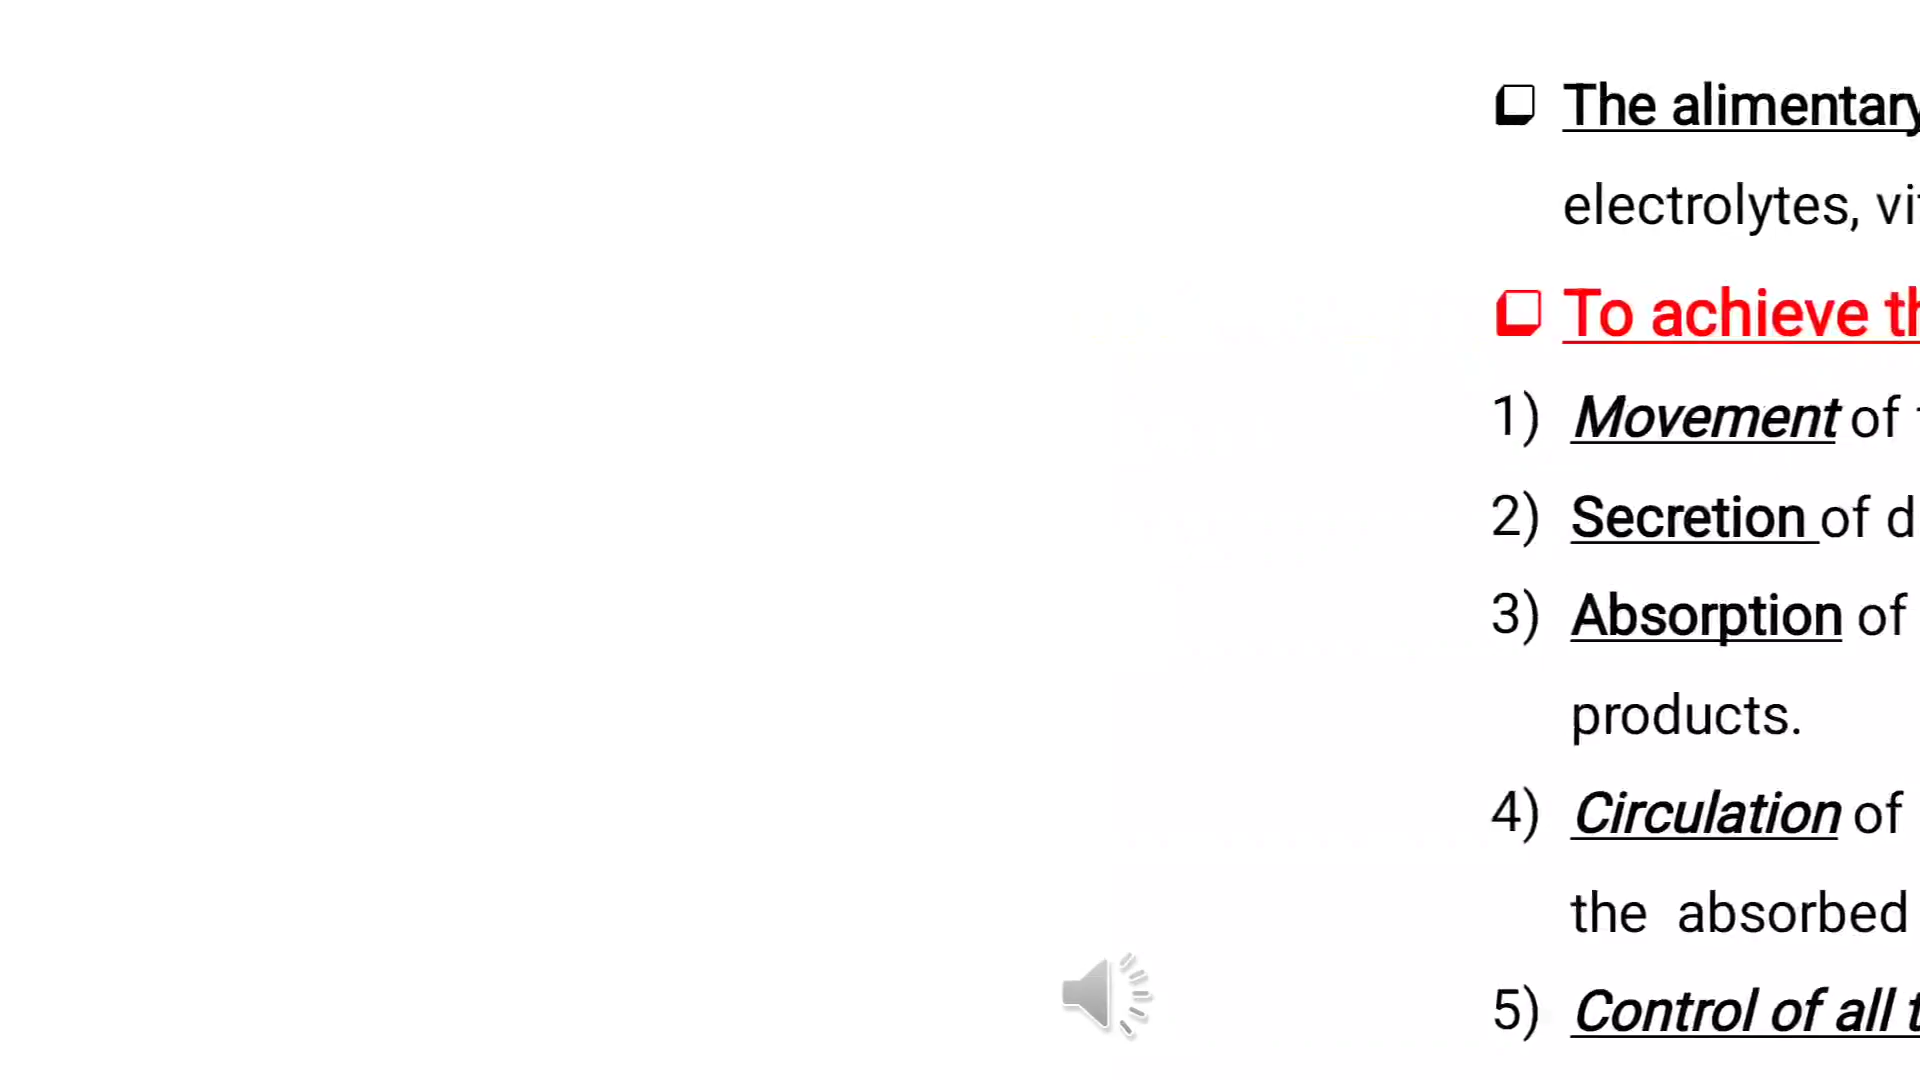 ❑ The alimentary
electrolytes,
❑ To achieve
1) Movement of
2) Secretion of
3) Absorption of
products.
4) Circulation of
the absorbed
5) Control of all